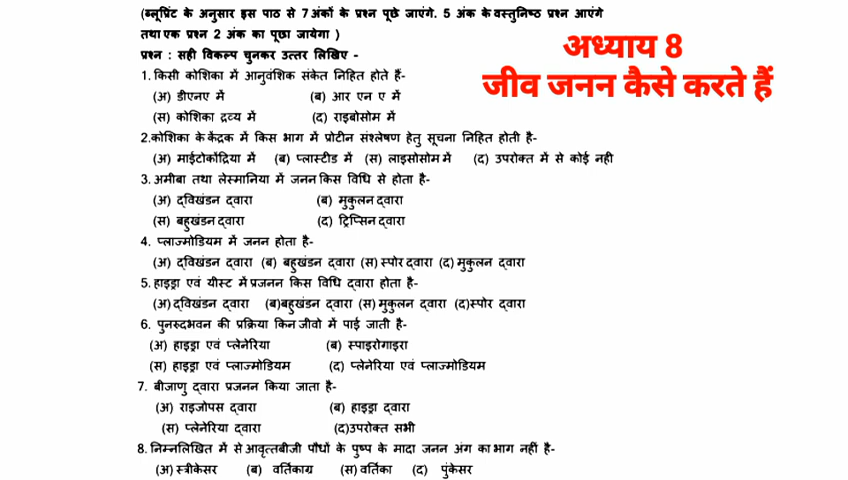 (ब्लूप्रिंट के अनुसार इस पाठ से 7 अंकों के प्रश्न पूछे जाएंगे. 5 अंक के वस्तुनिष्ठ प्रश्न आएंगे
तथा एक प्रश्न 2 अंक का पूछा जायेगा )
प्रश्न : सही विकल्प चुनकर उत्तर लिखिए -
अध्याय 8
जीव जनन कैसे करते हैं
1. किसी कोशिका में आनुवंशिक संकेत निहित होते हैं-
(अ) डीएनए में (ब) आर एन ए में
(स) कोशिका द्रव्य में (द) राइबोसोम में
2.कोशिका के केंद्रक में किस भाग में प्रोटीन संश्लेषण हेतु सूचना निहित होती है-
(अ) माईटोकोंद्रिया में (ब) प्लास्टीड में (स) लाइसोसोम में (द) उपरोक्त में से कोई नही
3. अमीबा तथा लेस्मानिया में जनन किस विधि से होता है-
(अ) द्विखंडन द्वारा (ब) मुकुलन द्वारा
(स) बहुखंडन द्वारा (द) ट्रिप्सिन द्वारा
4. प्लाज्मोडियम में जनन होता है-
(अ) द्विखंडन द्वारा (ब) बहुखंडन द्वारा (स) स्पोर द्वारा (द) मुकुलन द्वारा
5. हाइड्रा एवं यीस्ट में प्रजनन किस विधि द्वारा होता है-
(अ) द्विखंडन द्वारा (ब)बहुखंडन द्वारा (स) मुकुलन द्वारा (द)स्पोर द्वारा
6. पुनरुदभवन की प्रक्रिया किन जीवो में पाई जाती है-
(अ) हाइड्रा एवं प्लेनेरिया (ब) स्पाइरोगाइरा
(स) हाइड्रा एवं प्लाज्मोडियम (द) प्लेनेरिया एवं प्लाज्मोडियम
7. बीजाणु द्वारा प्रजनन किया जाता है-
(अ) राइजोपस द्वारा (ब) हाइड्रा द्वारा
(स) प्लेनेरिया द्वारा (द)उपरोक्त सभी
8. निम्नलिखित में से आवृत्तबीजी पौधों के पुष्प के मादा जनन अंग का भाग नहीं है-
(अ) स्त्रीकेसर (ब) वर्तिकाग्र (स) वर्तिका (द) पुंकेसर